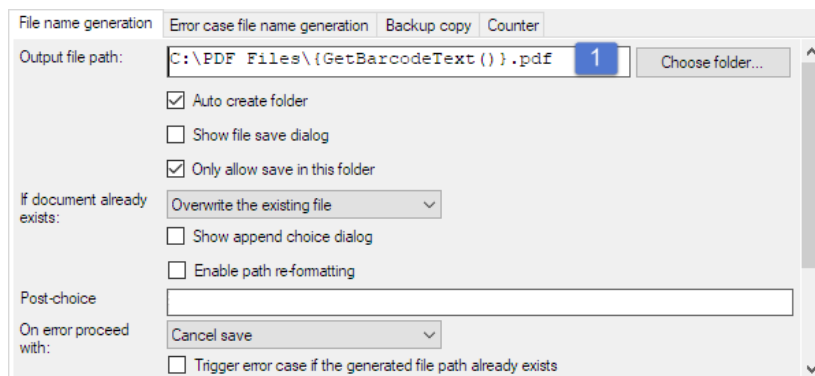 File name generation Error case file name generation Backup copy Counter
Output file path: C:\PDF Files\{GetBarcodeText()}.pdf 1 Choose folder...
Auto create folder
Show file save dialog
Only allow save in this folder
If document already exists: Overwrite the existing file
Show append choice dialog
Enable path re-formatting
Post-choice
On error proceed with: Cancel save
Trigger error case if the generated file path already exists